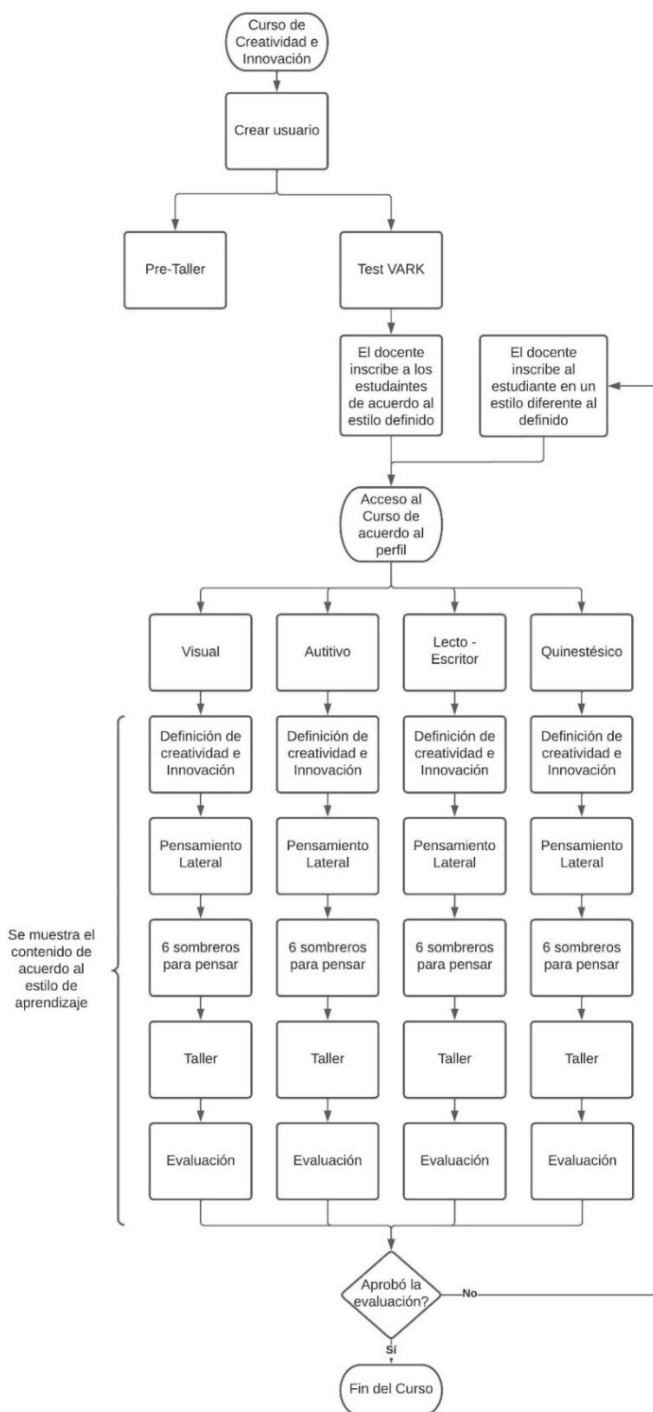 Curso de
Creatividad e
Innovación
Crear usuario
Pre-Taller
Test VARK
El docente
inscribe a los
estudaintes
de acuerdo al
estilo definido
El docente
inscribe al
estudiante en un
estilo diferente al
definido
Acceso al
Curso de
acuerdo al
perfil
Visual
Autitivo
Lecto -
Escritor
Quinestésico
Definición de
creatividad e
Innovación
Definición de
creatividad e
Innovación
Definición de
creatividad e
Innovación
Definición de
creatividad e
Innovación
Pensamiento
Lateral
Pensamiento
Lateral
Pensamiento
Lateral
Pensamiento
Lateral
Se muestra el
contenido de
acuerdo al
estilo de
aprendizaje
6 sombreros
para pensar
6 sombreros
para pensar
6 sombreros
para pensar
6 sombreros
para pensar
Taller
Taller
Taller
Taller
Evaluación
Evaluación
Evaluación
Evaluación
Aprobó la
evaluación?
No
Sí
Fin del Curso